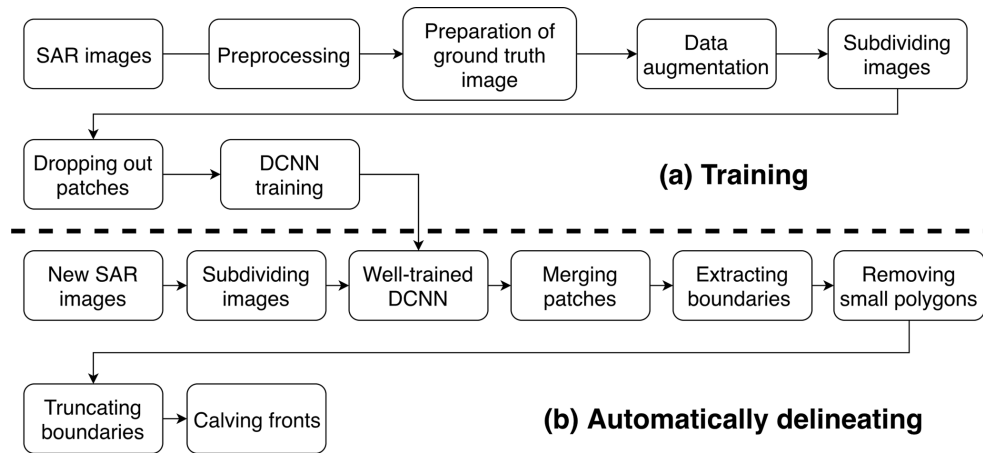 SAR images
Preprocessing
Preparation of
ground truth
image
Data
augmentation
Subdividing
images
Dropping out
patches
DCNN
training
(a) Training
New SAR
images
Subdividing
images
Well-trained
DCNN
Merging
patches
Extracting
boundaries
Removing
small polygons
Truncating
boundaries
Calving fronts
(b) Automatically delineating